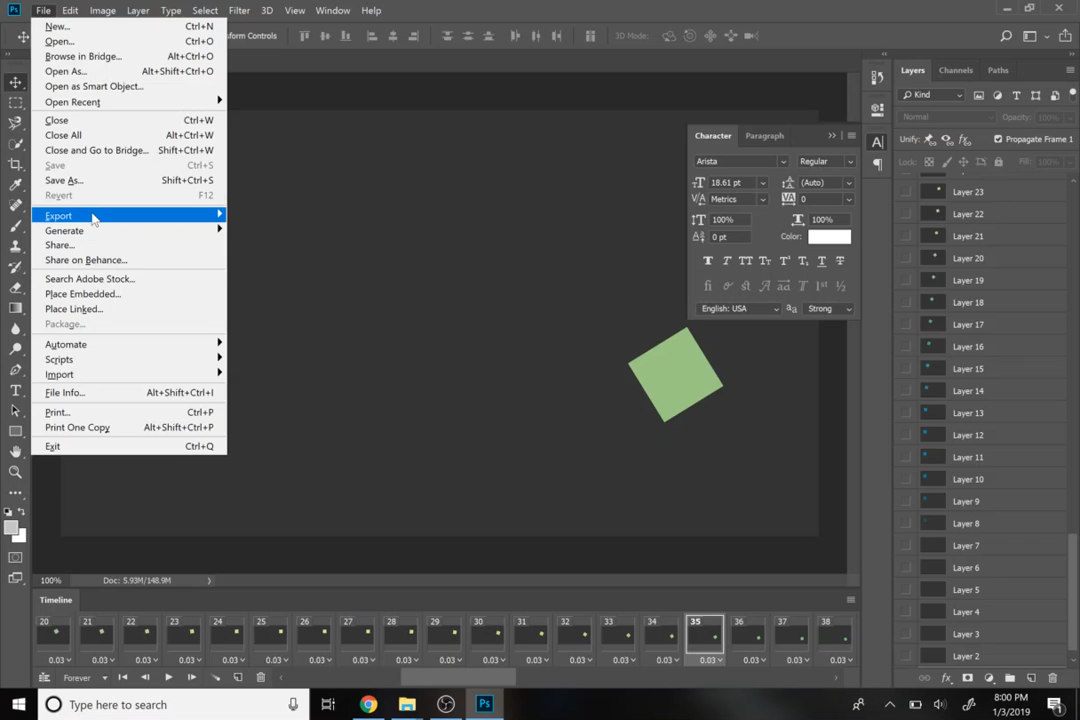 Ps File Edit Image Layer Type Select Filter 3D View Window Help
New... Ctrl+N
Open... Ctrl+O
Browse in Bridge... Alt+Ctrl+O
Open As... Alt+Shift+Ctrl+O
Open as Smart Object...
Open Recent
Close Ctrl+W
Close All Alt+Ctrl+W
Close and Go to Bridge... Shift+Ctrl+W
Save Ctrl+S
Save As... Shift+Ctrl+S
Revert F12
Export
Generate
Share...
Share on Behance...
Search Adobe Stock...
Place Embedded...
Place Linked...
Package...
Automate
Scripts
Import
File Info... Alt+Shift+Ctrl+I
Print... Ctrl+P
Print One Copy Alt+Shift+Ctrl+P
Exit Ctrl+Q
how Transform Controls
3D Mode:
Character Paragraph
Arista Regular
18.61 pt (Auto)
Metrics 0
100% 100%
0 pt Color:
English: USA aa Strong
Layers Channels Paths
Kind
Normal Opacity: 100%
Unify: Propagate Frame 1
Lock: Fill: 100%
Layer 23
Layer 22
Layer 21
Layer 20
Layer 19
Layer 18
Layer 17
Layer 16
Layer 15
Layer 14
Layer 13
Layer 12
Layer 11
Layer 10
Layer 9
Layer 8
Layer 7
Layer 6
Layer 5
Layer 4
Layer 3
Layer 2
100% Doc: 5.93M/148.9M
Timeline
20 21 22 23 24 25 26 27 28 29 30 31 32 33 34 35 36 37 38
0.03 0.03 0.03 0.03 0.03 0.03 0.03 0.03 0.03 0.03 0.03 0.03 0.03 0.03 0.03 0.03 0.03 0.03 0.03
Forever
Type here to search
Ps
8:00 PM
1/3/2019